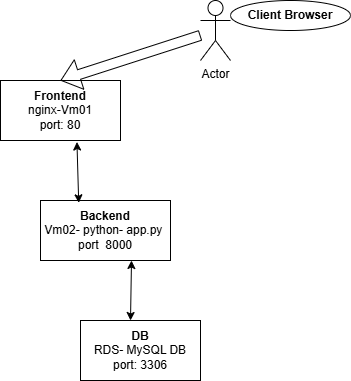 Client Browser
Actor
Frontend
nginx-Vm01
port: 80
Backend
Vm02- python- app.py
port  8000
DB
RDS- MySQL DB
port: 3306